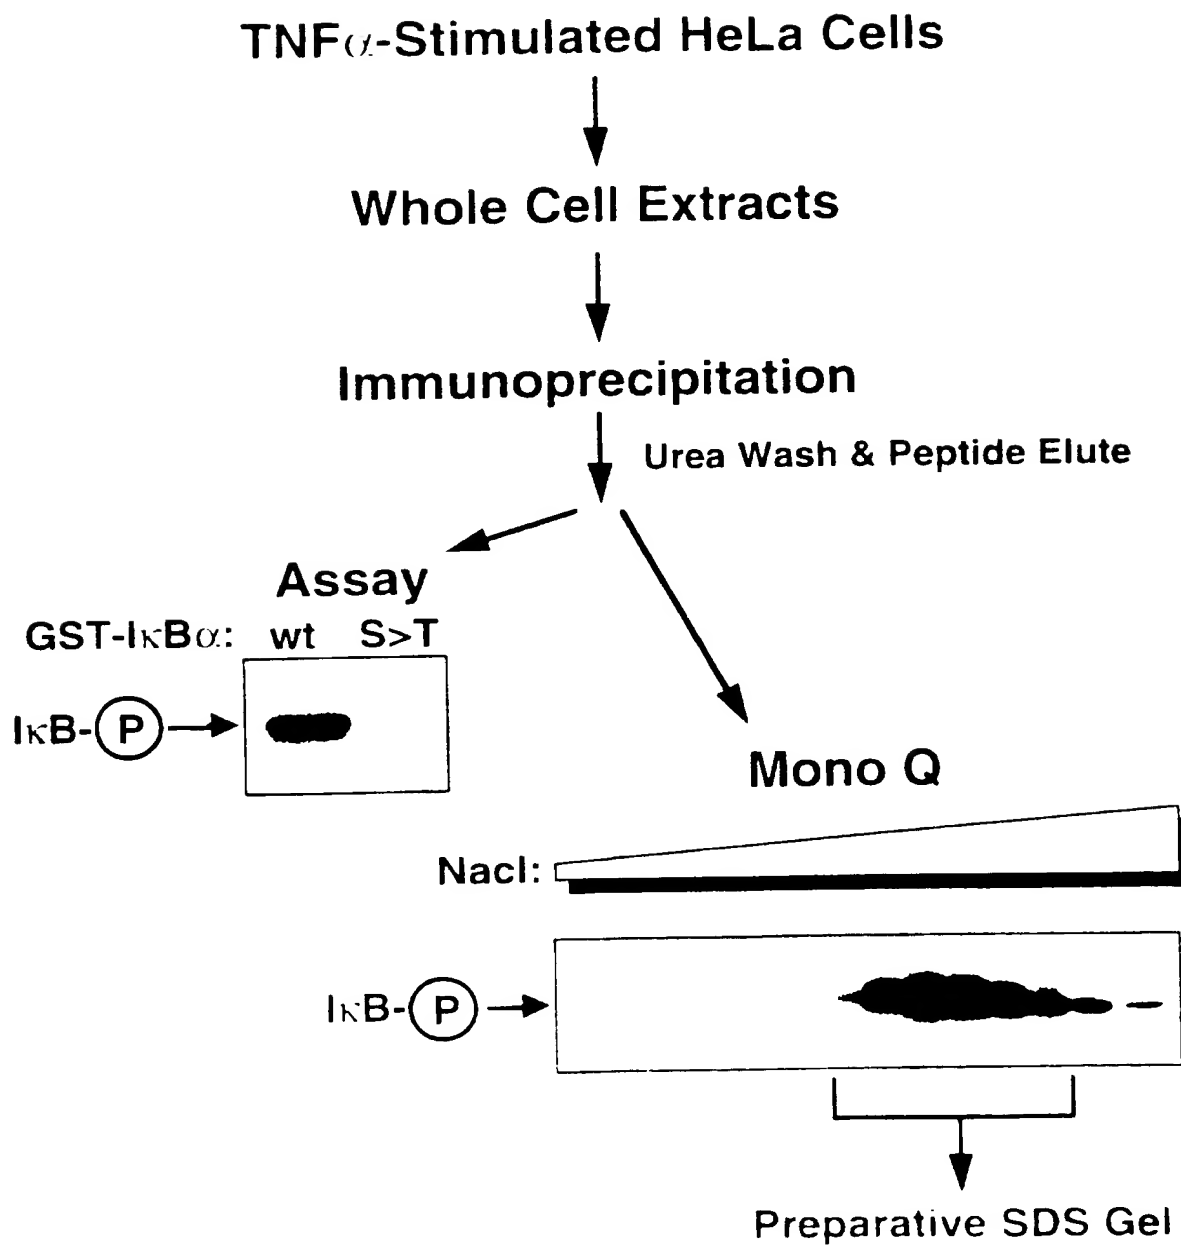 TNFα-Stimulated HeLa Cells
Whole Cell Extracts
Immunoprecipitation
Urea Wash & Peptide Elute
Assay
GST-IκBα: wt S>T
IκB-P
Mono Q
Nacl:
IκB-P
Preparative SDS Gel